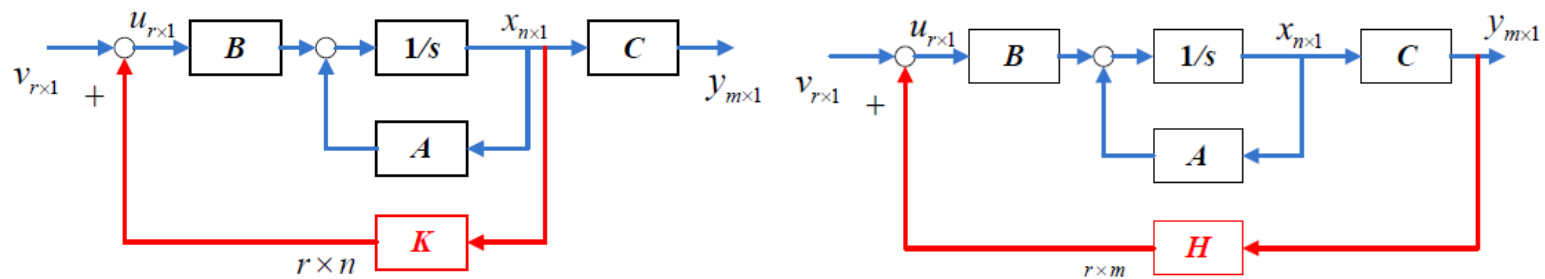 u_{r×1} B 1/s x_{n×1} C
v_{r×1} + y_{m×1}
A
K
r × n
u_{r×1} B 1/s x_{n×1} C y_{m×1}
v_{r×1} +
A
H
r × m